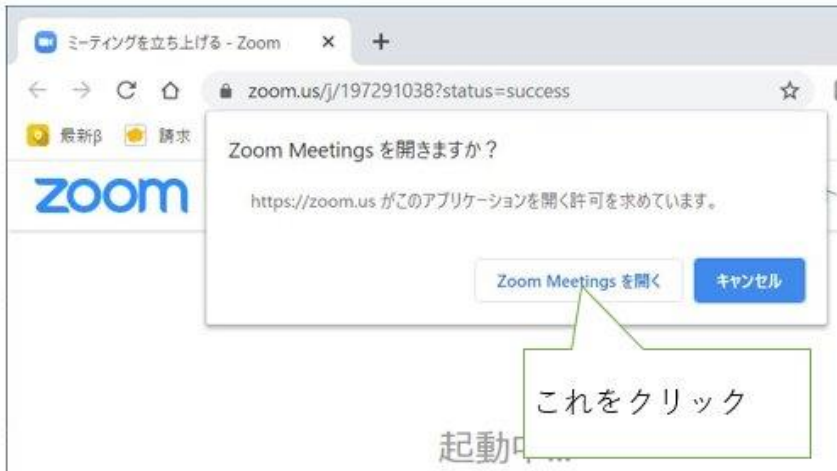 ミーティングを立ち上げる - Zoom
zoom.us/j/197291038?status=success
最新β 請求
zoom
Zoom Meetings を開きますか？
https://zoom.us がこのアプリケーションを開く許可を求めています。
Zoom Meetings を開く キャンセル
これをクリック
起動中...